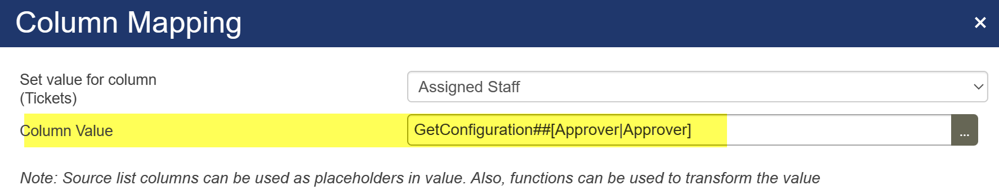 Column Mapping
×
Set value for column
(Tickets)
Assigned Staff
Column Value
GetConfiguration##[Approver|Approver]
...
Note: Source list columns can be used as placeholders in value. Also, functions can be used to transform the value